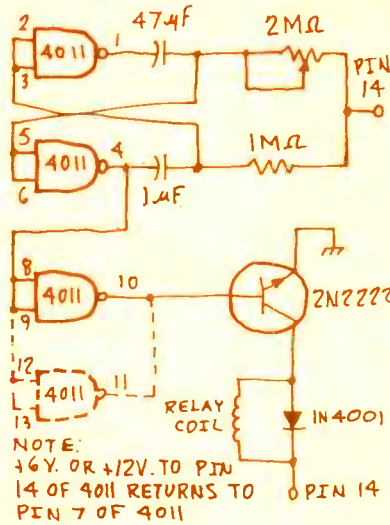 47µF
2MΩ
2
4011
1
3
PIN
14
5
4011
4
6
1µF
1MΩ
8
4011
10
9
2N2222
12
4011
11
13
RELAY
COIL
1N4001
NOTE:
+6V. OR +12V. TO PIN
14 OF 4011 RETURNS TO
PIN 7 OF 4011
PIN 14